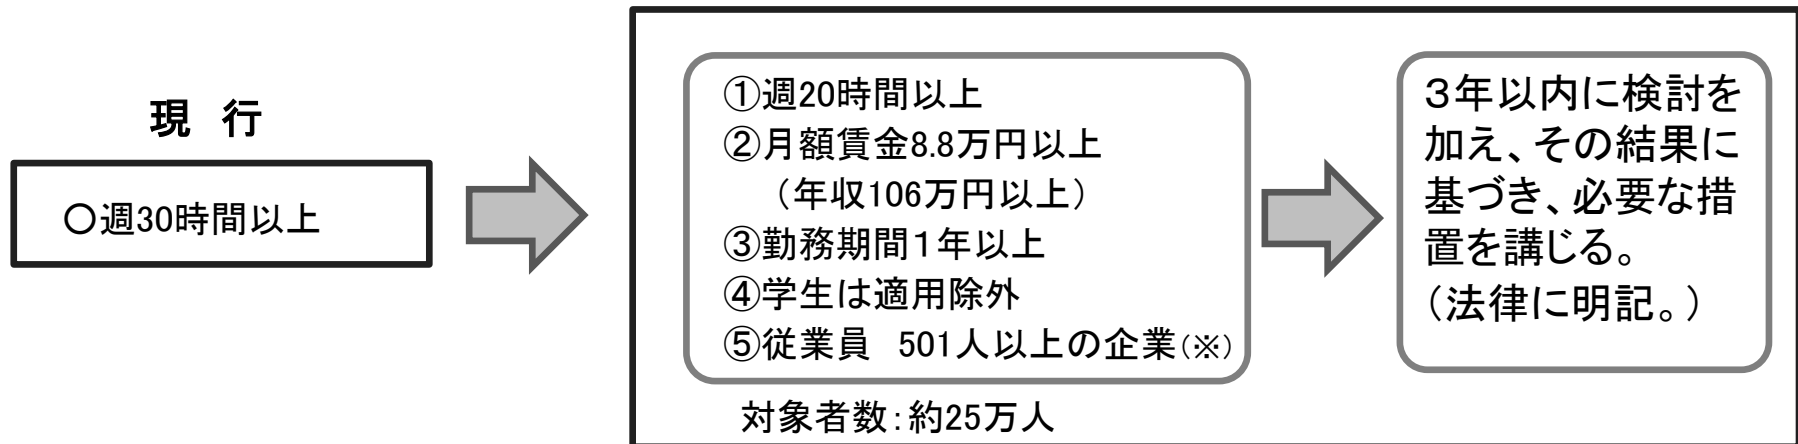 現 行
○週30時間以上
①週20時間以上
②月額賃金8.8万円以上
（年収106万円以上）
③勤務期間１年以上
④学生は適用除外
⑤従業員 501人以上の企業(※)
対象者数：約25万人
３年以内に検討を
加え、その結果に
基づき、必要な措
置を講じる。
（法律に明記。）